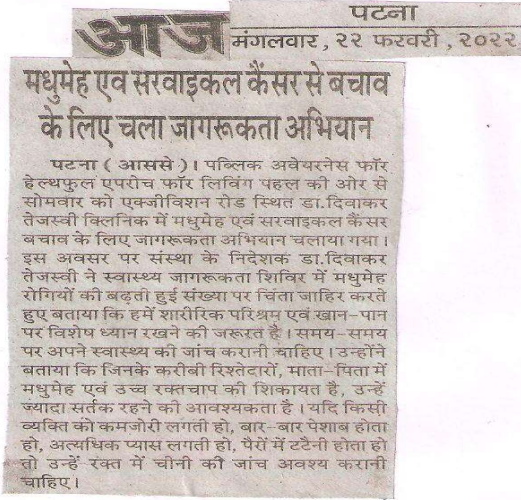 आज
पटना
मंगलवार, २२ फरवरी, २०२२
मधुमेह एव सरवाइकल कैंसर से बचाव
के लिए चला जागरूकता अभियान
पटना (आससे)। पब्लिक अवेयरनेस फॉर
हेल्थफुल एपरोच फॉर लिविंग पहल की ओर से
सोमवार को एक्जीविशन रोड स्थित डा.दिवाकर
तेजस्वी क्लिनिक में मधुमेह एवं सरवाकल कैंसर
बचाव के लिए जागरूकता अभियान चलाया गया।
इस अवसर पर संस्था के निदेशक डा.दिवाकर
तेजस्वी ने स्वास्थ्य जागरूकता शिविर में मधुमेह
रोगियों की बढ़ती हुई संख्या पर चिंता जाहिर करते
हुए बताया कि हमें शारीरिक परिश्रम एवं खान-पान
पर विशेष ध्यान रखने की जरूरत है। समय-समय
पर अपने स्वास्थ्य की जांच करानी चाहिए। उन्होंने
बताया कि जिनके करीबी रिश्तेदारों, माता-पिता में
मधुमेह एवं उच्च रक्तचाप की शिकायत है, उन्हें
ज्यादा सर्तक रहने की आवश्यकता है। यदि किसी
व्यक्ति को कमजोरी लगती हो, बार-बार पेशाब होता
हो, अत्यधिक प्यास लगती हो, पैरों में टटैनी होता हो
तो उन्हें रक्त में चीनी की जांच अवश्य करानी
चाहिए।